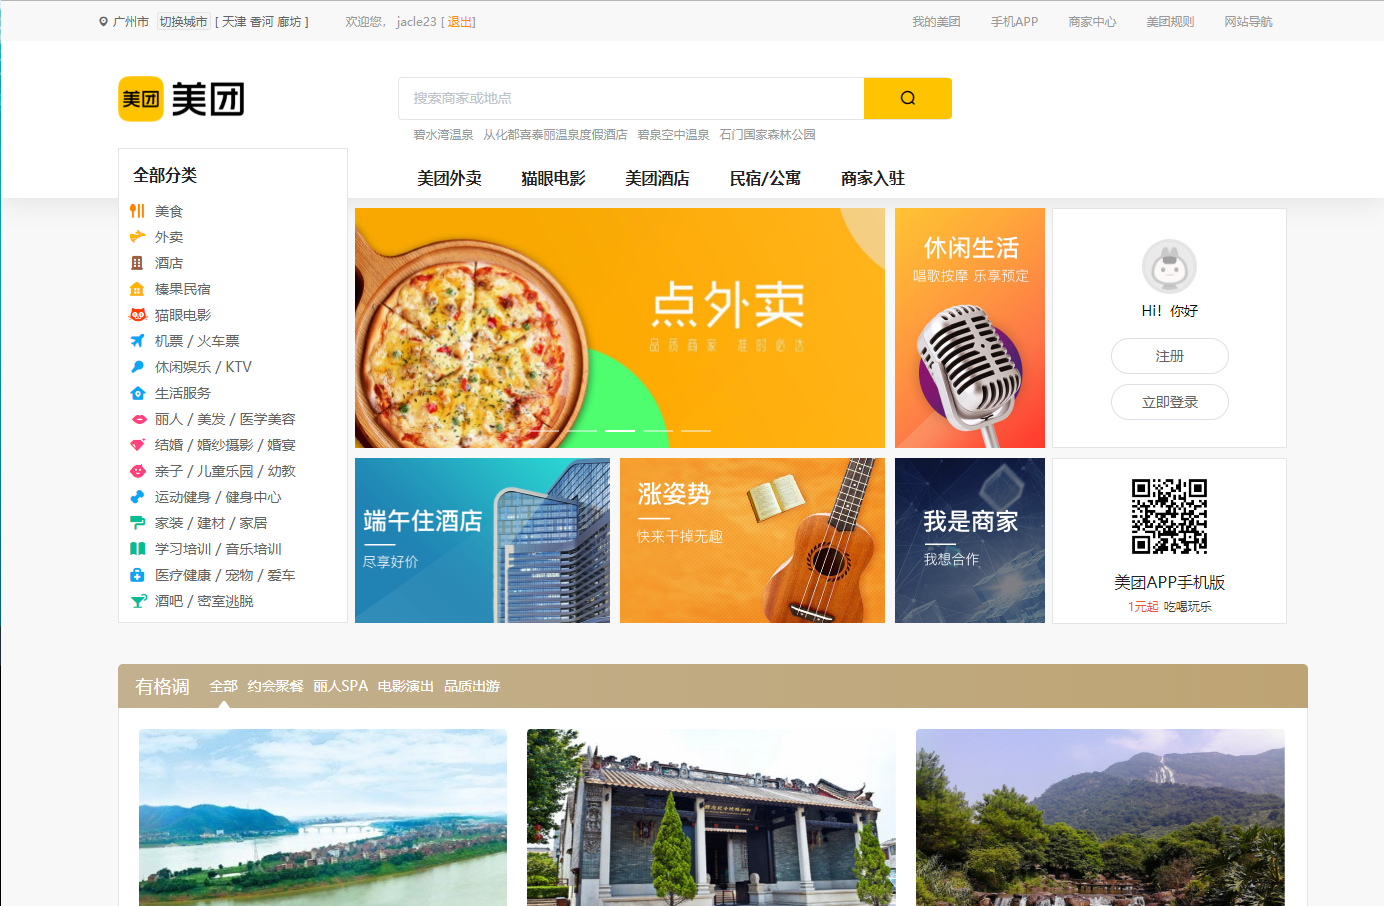 广州市 切换城市 [ 天津 香河 廊坊 ] 欢迎您， jacle23 [ 退出] 我的美团 手机APP 商家中心 美团规则 网站导航
美团 美团
搜索商家或地点
碧水湾温泉 从化都喜泰丽温泉度假酒店 碧泉空中温泉 石门国家森林公园
美团外卖 猫眼电影 美团酒店 民宿/公寓 商家入驻
全部分类
美食
外卖
酒店
榛果民宿
猫眼电影
机票 / 火车票
休闲娱乐 / KTV
生活服务
丽人 / 美发 / 医学美容
结婚 / 婚纱摄影 / 婚宴
亲子 / 儿童乐园 / 幼教
运动健身 / 健身中心
家装 / 建材 / 家居
学习培训 / 音乐培训
医疗健康 / 宠物 / 爱车
酒吧 / 密室逃脱
点外卖
品质商家 准时必达
休闲生活
唱歌按摩 乐享预定
Hi！你好
注册
立即登录
端午住酒店
尽享好价
涨姿势
快来干掉无趣
我是商家
我想合作
美团APP手机版
1元起 吃喝玩乐
有格调 全部 约会聚餐 丽人SPA 电影演出 品质出游